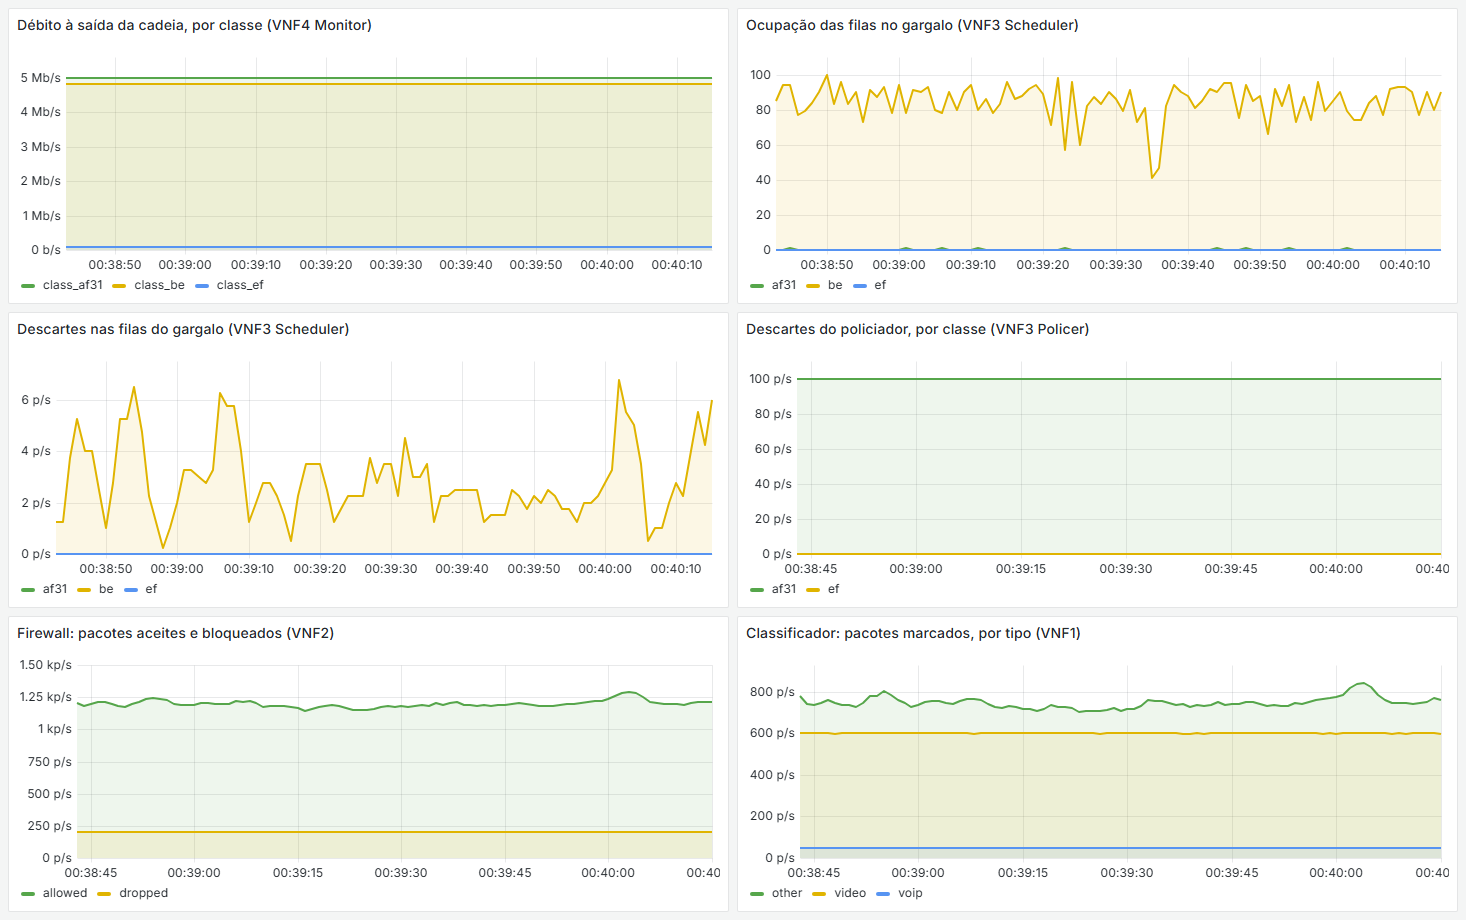 Débito à saída da cadeia, por classe (VNF4 Monitor)
5 Mb/s
4 Mb/s
3 Mb/s
2 Mb/s
1 Mb/s
0 b/s
00:38:50 00:39:00 00:39:10 00:39:20 00:39:30 00:39:40 00:39:50 00:40:00 00:40:10
class_af31 class_be class_ef
Ocupação das filas no gargalo (VNF3 Scheduler)
100
80
60
40
20
0
00:38:50 00:39:00 00:39:10 00:39:20 00:39:30 00:39:40 00:39:50 00:40:00 00:40:10
af31 be ef
Descartes nas filas do gargalo (VNF3 Scheduler)
6 p/s
4 p/s
2 p/s
0 p/s
00:38:50 00:39:00 00:39:10 00:39:20 00:39:30 00:39:40 00:39:50 00:40:00 00:40:10
af31 be ef
Descartes do policiador, por classe (VNF3 Policer)
100 p/s
80 p/s
60 p/s
40 p/s
20 p/s
0 p/s
00:38:45 00:39:00 00:39:15 00:39:30 00:39:45 00:40:00 00:40
af31 ef
Firewall: pacotes aceites e bloqueados (VNF2)
1.50 kp/s
1.25 kp/s
1 kp/s
750 p/s
500 p/s
250 p/s
0 p/s
00:38:45 00:39:00 00:39:15 00:39:30 00:39:45 00:40:00 00:40
allowed dropped
Classificador: pacotes marcados, por tipo (VNF1)
800 p/s
600 p/s
400 p/s
200 p/s
0 p/s
00:38:45 00:39:00 00:39:15 00:39:30 00:39:45 00:40:00 00:40
other video voip